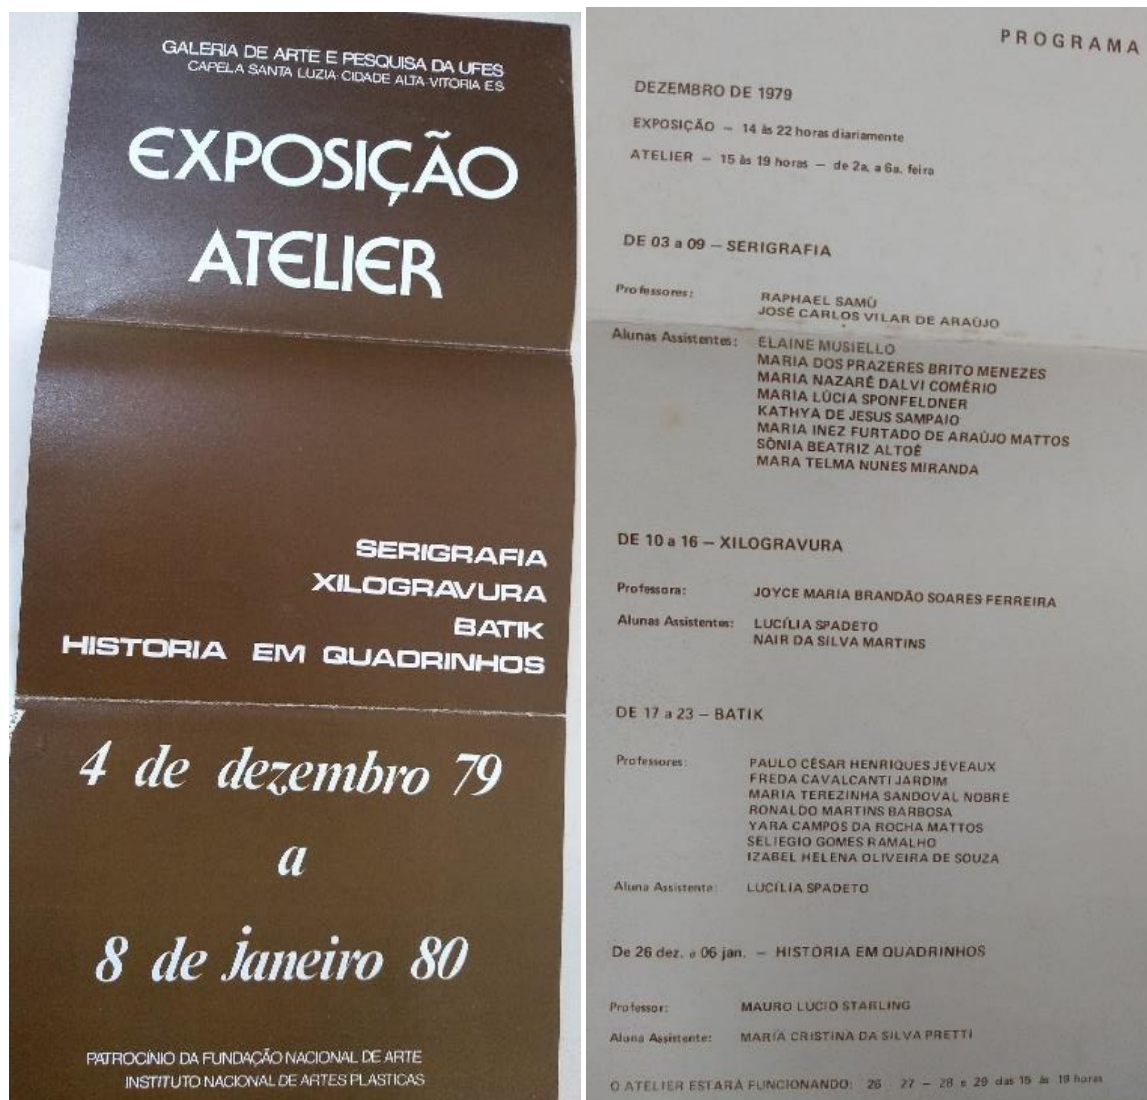 GALERIA DE ARTE E PESQUISA DA UFES
CAPELA SANTA LUZIA-CIDADE ALTA-VITORIA ES
EXPOSIÇÃO
ATELIER
SERIGRAFIA
XILOGRAVURA
BATIK
HISTORIA EM QUADRINHOS
4 de dezembro 79
a
8 de janeiro 80
PATROCÍNIO DA FUNDAÇÃO NACIONAL DE ARTE
INSTITUTO NACIONAL DE ARTES PLASTICAS
PROGRAMA
DEZEMBRO DE 1979
EXPOSIÇÃO — 14 às 22 horas diariamente
ATELIER — 15 às 19 horas — de 2a. a 6a. feira
DE 03 a 09 — SERIGRAFIA
Professores: RAPHAEL SAMÚ
JOSÉ CARLOS VILAR DE ARAÚJO
Alunas Assistentes: ELAINE MUSIELLO
MARIA DOS PRAZERES BRITO MENEZES
MARIA NAZARÉ DALVI COMÉRIO
MARIA LÚCIA SPONFELDNER
KATHYA DE JESUS SAMPAIO
MARIA INEZ FURTADO DE ARAÚJO MATTOS
SÔNIA BEATRIZ ALTOÉ
MARA TELMA NUNES MIRANDA
DE 10 a 16 — XILOGRAVURA
Professora: JOYCE MARIA BRANDÃO SOARES FERREIRA
Alunas Assistentes: LUCÍLIA SPADETO
NAIR DA SILVA MARTINS
DE 17 a 23 — BATIK
Professores: PAULO CÉSAR HENRIQUES JEVEAUX
FREDA CAVALCANTI JARDIM
MARIA TEREZINHA SANDOVAL NOBRE
RONALDO MARTINS BARBOSA
YARA CAMPOS DA ROCHA MATTOS
SELIEGIO GOMES RAMALHO
IZABEL HELENA OLIVEIRA DE SOUZA
Aluna Assistente: LUCÍLIA SPADETO
De 26 dez. a 06 jan. — HISTÓRIA EM QUADRINHOS
Professor: MAURO LUCIO STARLING
Aluna Assistente: MARIA CRISTINA DA SILVA PRETTI
O ATELIER ESTARÁ FUNCIONANDO: 26 27 — 28 e 29 das 15 às 19 horas